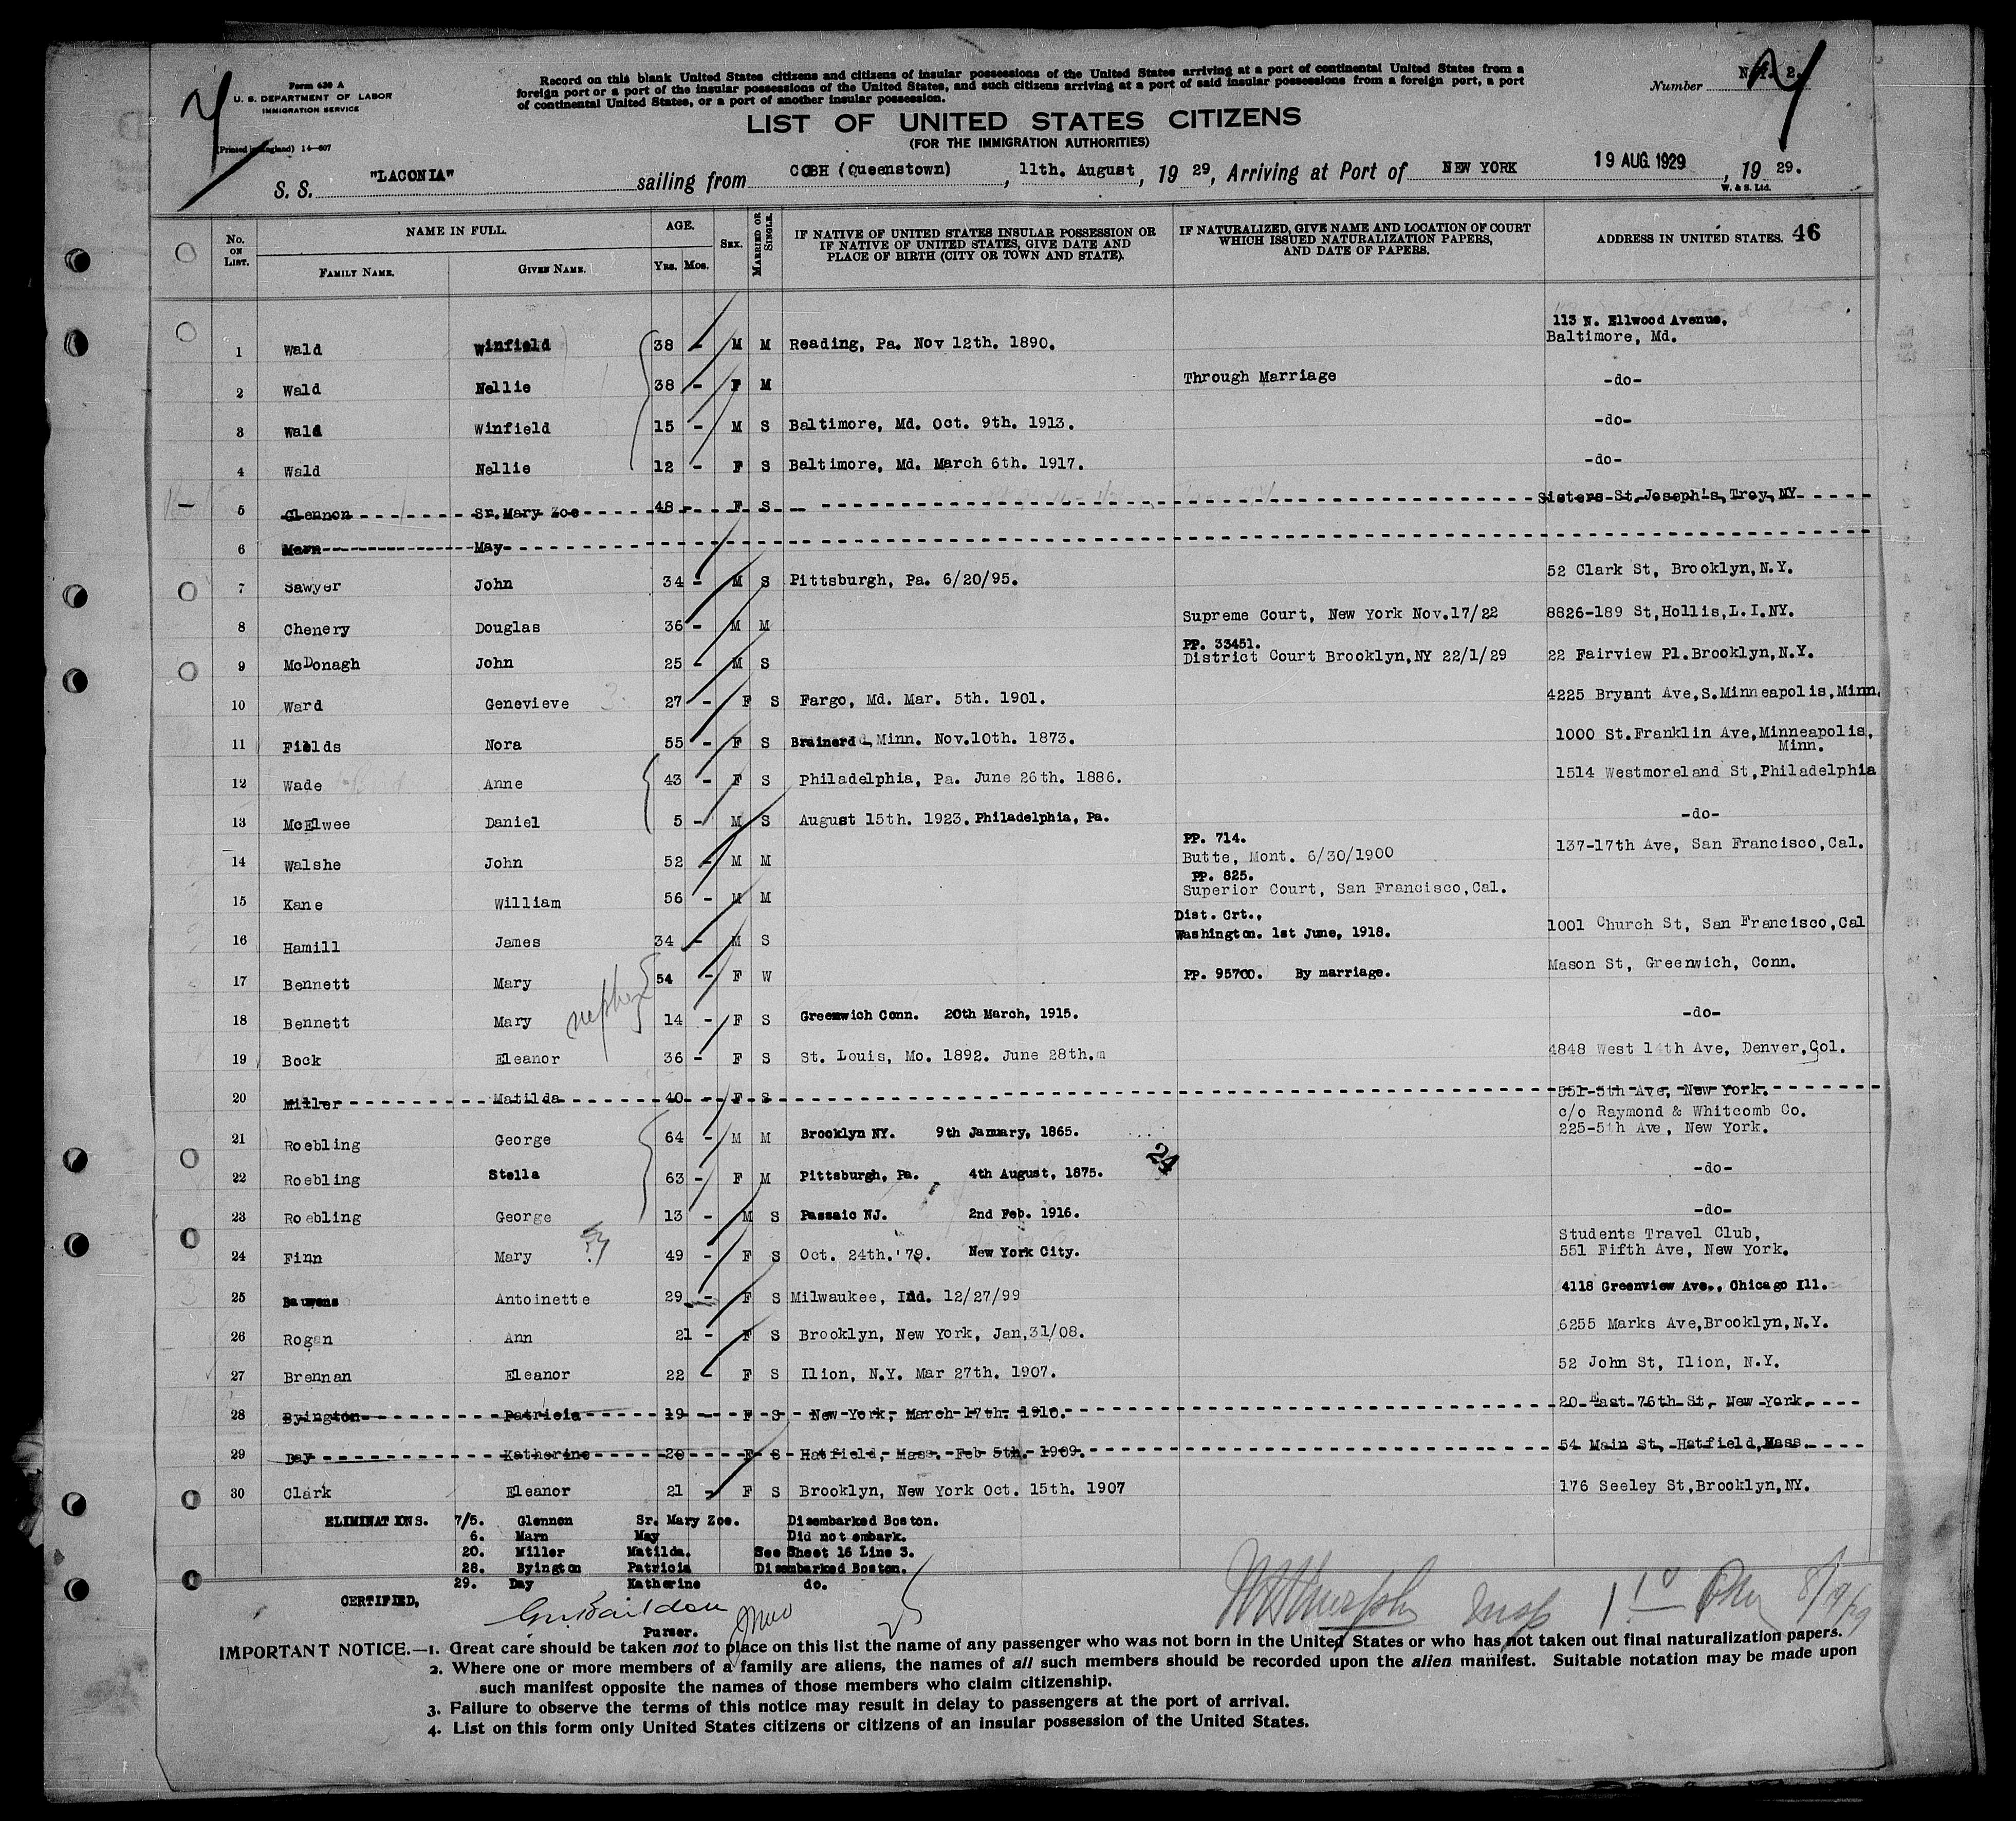 Form 630 A
U. S. DEPARTMENT OF LABOR
IMMIGRATION SERVICE
(Printed in England) 14—607
Record on this blank United States citizens and citizens of insular possessions of the United States arriving at a port of continental United States from a
foreign port or a port of the insular possessions of the United States, and such citizens arriving at a port of said insular possessions from a foreign port, a port
of continental United States, or a port of another insular possession.
Number
LIST OF UNITED STATES CITIZENS
(FOR THE IMMIGRATION AUTHORITIES)
S. S. "LACONIA" sailing from COBH (Queenstown), 11th. August, 19 29, Arriving at Port of NEW YORK 19 AUG. 1929, 19 29.
W. & S. Ltd.
No. ON LIST. NAME IN FULL. FAMILY NAME. GIVEN NAME. AGE. YRS. MOS. SEX. MARRIED OR SINGLE. IF NATIVE OF UNITED STATES INSULAR POSSESSION OR IF NATIVE OF UNITED STATES, GIVE DATE AND PLACE OF BIRTH (CITY OR TOWN AND STATE). IF NATURALIZED, GIVE NAME AND LOCATION OF COURT WHICH ISSUED NATURALIZATION PAPERS, AND DATE OF PAPERS. ADDRESS IN UNITED STATES. 46
113 N. Ellwood Avenue,
1 Wald Winfield 38 - M M Reading, Pa. Nov 12th. 1890. Baltimore, Md.
2 Wald Nellie 38 - F M Through Marriage -do-
3 Wald Winfield 15 - M S Baltimore, Md. Oct. 9th. 1913. -do-
4 Wald Nellie 12 - F S Baltimore, Md. March 6th. 1917. -do-
5 Glennon Sr. Mary Zoe 48 - F S Sisters St. Joseph's, Troy, NY
6 Marn May
7 Sawyer John 34 - M S Pittsburgh, Pa. 6/20/95. 52 Clark St, Brooklyn, N.Y.
8 Chenery Douglas 36 - M M Supreme Court, New York Nov.17/22 8826-189 St, Hollis, L.I.NY.
PP. 33451.
9 McDonagh John 25 - M S District Court Brooklyn, NY 22/1/29 22 Fairview Pl. Brooklyn, N.Y.
10 Ward Genevieve 27 - F S Fargo, Md. Mar. 5th. 1901. 4225 Bryant Ave, S. Minneapolis, Minn.
11 Fields Nora 55 - F S Brainerd, Minn. Nov.10th. 1873. 1000 St. Franklin Ave, Minneapolis, Minn.
12 Wade Anne 43 - F S Philadelphia, Pa. June 26th. 1886. 1514 Westmoreland St, Philadelphia
13 McElwee Daniel 5 - M S August 15th. 1923. Philadelphia, Pa. -do-
PP. 714.
14 Walshe John 52 - M M Butte, Mont. 6/30/1900 137-17th Ave, San Francisco, Cal.
PP. 825.
15 Kane William 56 - M M Superior Court, San Francisco, Cal.
Dist. Crt.,
16 Hamill James 34 - M S Washington. 1st June, 1918. 1001 Church St, San Francisco, Cal
17 Bennett Mary 54 - F W PP. 95700. By marriage. Mason St, Greenwich, Conn.
18 Bennett Mary 14 - F S Greenwich Conn. 20th March, 1915. -do-
19 Bock Eleanor 36 - F S St. Louis, Mo. 1892. June 28th. 4848 West 14th Ave, Denver, Col.
20 Miller Matilda 40 - F S 551-5th Ave, New York.
c/o Raymond & Whitcomb Co.
21 Roebling George 64 - M M Brooklyn NY. 9th January, 1865. 225-5th Ave, New York.
24
22 Roebling Stella 63 - F M Pittsburgh, Pa. 4th August, 1875. -do-
23 Roebling George 13 - M S Passaic NJ. 2nd Feb. 1916. -do-
Students Travel Club,
24 Finn Mary 49 - F S Oct. 24th. '79. New York City. 551 Fifth Ave, New York.
25 Bauwens Antoinette 29 - F S Milwaukee, Ind. 12/27/99 4118 Greenview Ave., Chicago Ill.
26 Rogan Ann 21 - F S Brooklyn, New York, Jan, 31/08. 6255 Marks Ave, Brooklyn, N.Y.
27 Brennan Eleanor 22 - F S Ilion, N.Y. Mar 27th. 1907. 52 John St, Ilion, N.Y.
28 Byington Patricia 19 - F S New York, March 17th. 1910. 20 East 76th St, New York.
29 Day Katherine 20 F S Hatfield, Mass. Feb 5th. 1909. 54 Main St, Hatfield, Mass.
30 Clark Eleanor 21 - F S Brooklyn, New York Oct. 15th. 1907 176 Seeley St, Brooklyn, NY.
ELIMINATIONS. 7/5. Glennon Sr. Mary Zoe. Disembarked Boston.
6. Marn May Did not embark.
20. Miller Matilda. See Sheet 16 Line 3.
28. Byington Patricia Disembarked Boston.
29. Day Katherine do.
CERTIFIED,
Purser.
8/19/29
IMPORTANT NOTICE.—1. Great care should be taken not to place on this list the name of any passenger who was not born in the United States or who has not taken out final naturalization papers.
2. Where one or more members of a family are aliens, the names of all such members should be recorded upon the alien manifest. Suitable notation may be made upon
such manifest opposite the names of those members who claim citizenship.
3. Failure to observe the terms of this notice may result in delay to passengers at the port of arrival.
4. List on this form only United States citizens or citizens of an insular possession of the United States.